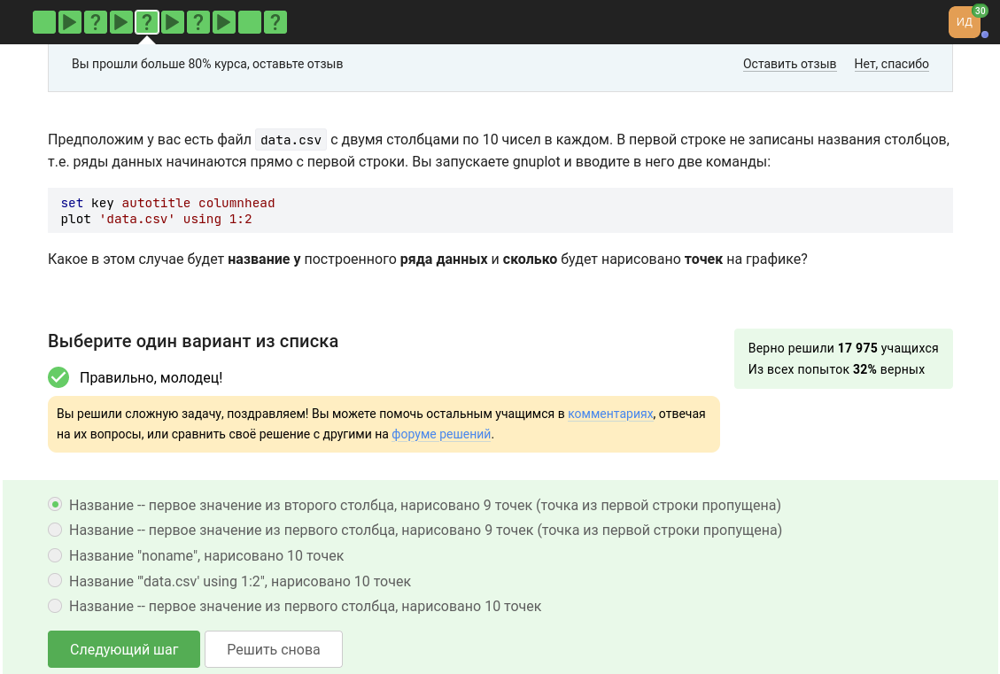 ? ? ? ?
ИД 30
Вы прошли больше 80% курса, оставьте отзыв Оставить отзыв Нет, спасибо
Предположим у вас есть файл data.csv с двумя столбцами по 10 чисел в каждом. В первой строке не записаны названия столбцов,
т.е. ряды данных начинаются прямо с первой строки. Вы запускаете gnuplot и вводите в него две команды:
set key autotitle columnhead
plot 'data.csv' using 1:2
Какое в этом случае будет название у построенного ряда данных и сколько будет нарисовано точек на графике?
Выберите один вариант из списка
Правильно, молодец!
Верно решили 17 975 учащихся
Из всех попыток 32% верных
Вы решили сложную задачу, поздравляем! Вы можете помочь остальным учащимся в комментариях, отвечая
на их вопросы, или сравнить своё решение с другими на форуме решений.
Название -- первое значение из второго столбца, нарисовано 9 точек (точка из первой строки пропущена)
Название -- первое значение из первого столбца, нарисовано 9 точек (точка из первой строки пропущена)
Название "noname", нарисовано 10 точек
Название "'data.csv' using 1:2", нарисовано 10 точек
Название -- первое значение из первого столбца, нарисовано 10 точек
Следующий шаг Решить снова